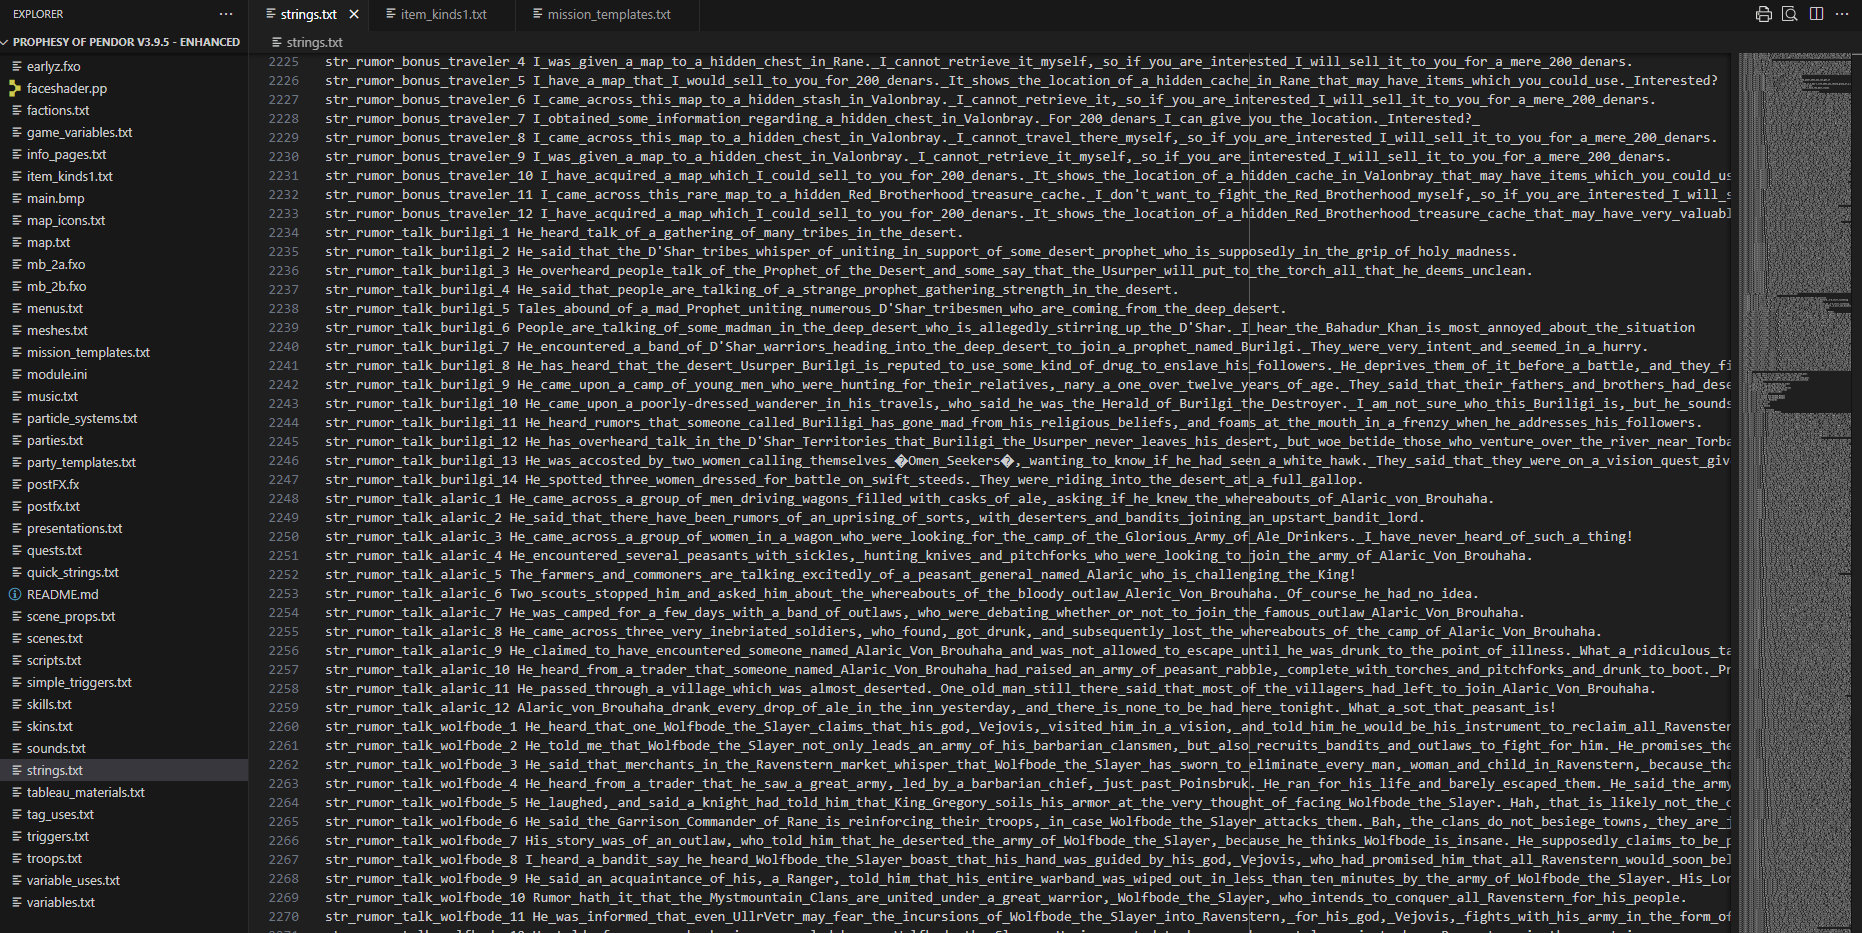 EXPLORER
PROPHESY OF PENDOR V3.9.5 - ENHANCED
earlyz.fxo
faceshader.pp
factions.txt
game_variables.txt
info_pages.txt
item_kinds1.txt
main.bmp
map_icons.txt
map.txt
mb_2a.fxo
mb_2b.fxo
menus.txt
meshes.txt
mission_templates.txt
module.ini
music.txt
particle_systems.txt
parties.txt
party_templates.txt
postFX.fx
postfx.txt
presentations.txt
quests.txt
quick_strings.txt
README.md
scene_props.txt
scenes.txt
scripts.txt
simple_triggers.txt
skills.txt
skins.txt
sounds.txt
strings.txt
tableau_materials.txt
tag_uses.txt
triggers.txt
troops.txt
variable_uses.txt
variables.txt
strings.txt item_kinds1.txt mission_templates.txt
strings.txt
2225 str_rumor_bonus_traveler_4 I_was_given_a_map_to_a_hidden_chest_in_Rane._I_cannot_retrieve_it_myself,_so_if_you_are_interested_I_will_sell_it_to_you_for_a_mere_200_denars.
2226 str_rumor_bonus_traveler_5 I_have_a_map_that_I_would_sell_to_you_for_200_denars._It_shows_the_location_of_a_hidden_cache_in_Rane_that_may_have_items_which_you_could_use._Interested?
2227 str_rumor_bonus_traveler_6 I_came_across_this_map_to_a_hidden_stash_in_Valonbray._I_cannot_retrieve_it,_so_if_you_are_interested_I_will_sell_it_to_you_for_a_mere_200_denars.
2228 str_rumor_bonus_traveler_7 I_obtained_some_information_regarding_a_hidden_chest_in_Valonbray._For_200_denars_I_can_give_you_the_location._Interested?_
2229 str_rumor_bonus_traveler_8 I_came_across_this_map_to_a_hidden_chest_in_Valonbray._I_cannot_travel_there_myself,_so_if_you_are_interested_I_will_sell_it_to_you_for_a_mere_200_denars.
2230 str_rumor_bonus_traveler_9 I_was_given_a_map_to_a_hidden_chest_in_Valonbray._I_cannot_retrieve_it_myself,_so_if_you_are_interested_I_will_sell_it_to_you_for_a_mere_200_denars.
2231 str_rumor_bonus_traveler_10 I_have_acquired_a_map_which_I_could_sell_to_you_for_200_denars._It_shows_the_location_of_a_hidden_cache_in_Valonbray_that_may_have_items_which_you_could_us
2232 str_rumor_bonus_traveler_11 I_came_across_this_rare_map_to_a_hidden_Red_Brotherhood_treasure_cache._I_don't_want_to_fight_the_Red_Brotherhood_myself,_so_if_you_are_interested_I_will_s
2233 str_rumor_bonus_traveler_12 I_have_acquired_a_map_which_I_could_sell_to_you_for_200_denars._It_shows_the_location_of_a_hidden_Red_Brotherhood_treasure_cache_that_may_have_very_valuabl
2234 str_rumor_talk_burilgi_1 He_heard_talk_of_a_gathering_of_many_tribes_in_the_desert.
2235 str_rumor_talk_burilgi_2 He_said_that_the_D'Shar_tribes_whisper_of_uniting_in_support_of_some_desert_prophet_who_is_supposedly_in_the_grip_of_holy_madness.
2236 str_rumor_talk_burilgi_3 He_overheard_people_talk_of_the_Prophet_of_the_Desert_and_some_say_that_the_Usurper_will_put_to_the_torch_all_that_he_deems_unclean.
2237 str_rumor_talk_burilgi_4 He_said_that_people_are_talking_of_a_strange_prophet_gathering_strength_in_the_desert.
2238 str_rumor_talk_burilgi_5 Tales_abound_of_a_mad_Prophet_uniting_numerous_D'Shar_tribesmen_who_are_coming_from_the_deep_desert.
2239 str_rumor_talk_burilgi_6 People_are_talking_of_some_madman_in_the_deep_desert_who_is_allegedly_stirring_up_the_D'Shar._I_hear_the_Bahadur_Khan_is_most_annoyed_about_the_situation
2240 str_rumor_talk_burilgi_7 He_encountered_a_band_of_D'Shar_warriors_heading_into_the_deep_desert_to_join_a_prophet_named_Burilgi._They_were_very_intent_and_seemed_in_a_hurry.
2241 str_rumor_talk_burilgi_8 He_has_heard_that_the_desert_Usurper_Burilgi_is_reputed_to_use_some_kind_of_drug_to_enslave_his_followers._He_deprives_them_of_it_before_a_battle,_and_they_fi
2242 str_rumor_talk_burilgi_9 He_came_upon_a_camp_of_young_men_who_were_hunting_for_their_relatives,_nary_a_one_over_twelve_years_of_age._They_said_that_their_fathers_and_brothers_had_dese
2243 str_rumor_talk_burilgi_10 He_came_upon_a_poorly-dressed_wanderer_in_his_travels,_who_said_he_was_the_Herald_of_Burilgi_the_Destroyer._I_am_not_sure_who_this_Buriligi_is,_but_he_sounds
2244 str_rumor_talk_burilgi_11 He_heard_rumors_that_someone_called_Buriligi_has_gone_mad_from_his_religious_beliefs,_and_foams_at_the_mouth_in_a_frenzy_when_he_addresses_his_followers.
2245 str_rumor_talk_burilgi_12 He_has_overheard_talk_in_the_D'Shar_Territories_that_Buriligi_the_Usurper_never_leaves_his_desert,_but_woe_betide_those_who_venture_over_the_river_near_Torba
2246 str_rumor_talk_burilgi_13 He_was_accosted_by_two_women_calling_themselves_�Omen_Seekers�,_wanting_to_know_if_he_had_seen_a_white_hawk._They_said_that_they_were_on_a_vision_quest_giv
2247 str_rumor_talk_burilgi_14 He_spotted_three_women_dressed_for_battle_on_swift_steeds._They_were_riding_into_the_desert_at_a_full_gallop.
2248 str_rumor_talk_alaric_1 He_came_across_a_group_of_men_driving_wagons_filled_with_casks_of_ale,_asking_if_he_knew_the_whereabouts_of_Alaric_von_Brouhaha.
2249 str_rumor_talk_alaric_2 He_said_that_there_have_been_rumors_of_an_uprising_of_sorts,_with_deserters_and_bandits_joining_an_upstart_bandit_lord.
2250 str_rumor_talk_alaric_3 He_came_across_a_group_of_women_in_a_wagon_who_were_looking_for_the_camp_of_the_Glorious_Army_of_Ale_Drinkers._I_have_never_heard_of_such_a_thing!
2251 str_rumor_talk_alaric_4 He_encountered_several_peasants_with_sickles,_hunting_knives_and_pitchforks_who_were_looking_to_join_the_army_of_Alaric_Von_Brouhaha.
2252 str_rumor_talk_alaric_5 The_farmers_and_commoners_are_talking_excitedly_of_a_peasant_general_named_Alaric_who_is_challenging_the_King!
2253 str_rumor_talk_alaric_6 Two_scouts_stopped_him_and_asked_him_about_the_whereabouts_of_the_bloody_outlaw_Aleric_Von_Brouhaha._Of_course_he_had_no_idea.
2254 str_rumor_talk_alaric_7 He_was_camped_for_a_few_days_with_a_band_of_outlaws,_who_were_debating_whether_or_not_to_join_the_famous_outlaw_Alaric_Von_Brouhaha.
2255 str_rumor_talk_alaric_8 He_came_across_three_very_inebriated_soldiers,_who_found,_got_drunk,_and_subsequently_lost_the_whereabouts_of_the_camp_of_Alaric_Von_Brouhaha.
2256 str_rumor_talk_alaric_9 He_claimed_to_have_encountered_someone_named_Alaric_Von_Brouhaha_and_was_not_allowed_to_escape_until_he_was_drunk_to_the_point_of_illness._What_a_ridiculous_ta
2257 str_rumor_talk_alaric_10 He_heard_from_a_trader_that_someone_named_Alaric_Von_Brouhaha_had_raised_an_army_of_peasant_rabble,_complete_with_torches_and_pitchforks_and_drunk_to_boot._Pr
2258 str_rumor_talk_alaric_11 He_passed_through_a_village_which_was_almost_deserted._One_old_man_still_there_said_that_most_of_the_villagers_had_left_to_join_Alaric_Von_Brouhaha.
2259 str_rumor_talk_alaric_12 Alaric_von_Brouhaha_drank_every_drop_of_ale_in_the_inn_yesterday,_and_there_is_none_to_be_had_here_tonight._What_a_sot_that_peasant_is!
2260 str_rumor_talk_wolfbode_1 He_heard_that_one_Wolfbode_the_Slayer_claims_that_his_god,_Vejovis,_visited_him_in_a_vision,_and_told_him_he_would_be_his_instrument_to_reclaim_all_Ravenster
2261 str_rumor_talk_wolfbode_2 He_told_me_that_Wolfbode_the_Slayer_not_only_leads_an_army_of_his_barbarian_clansmen,_but_also_recruits_bandits_and_outlaws_to_fight_for_him._He_promises_the
2262 str_rumor_talk_wolfbode_3 He_said_that_merchants_in_the_Ravenstern_market_whisper_that_Wolfbode_the_Slayer_has_sworn_to_eliminate_every_man,_woman_and_child_in_Ravenstern,_because_tha
2263 str_rumor_talk_wolfbode_4 He_heard_from_a_trader_that_he_saw_a_great_army,_led_by_a_barbarian_chief,_just_past_Poinsbruk._He_ran_for_his_life_and_barely_escaped_them._He_said_the_army
2264 str_rumor_talk_wolfbode_5 He_laughed,_and_said_a_knight_had_told_him_that_King_Gregory_soils_his_armor_at_the_very_thought_of_facing_Wolfbode_the_Slayer._Hah,_that_is_likely_not_the_c
2265 str_rumor_talk_wolfbode_6 He_said_the_Garrison_Commander_of_Rane_is_reinforcing_their_troops,_in_case_Wolfbode_the_Slayer_attacks_them._Bah,_the_clans_do_not_besiege_towns,_they_are_
2266 str_rumor_talk_wolfbode_7 His_story_was_of_an_outlaw,_who_told_him_that_he_deserted_the_army_of_Wolfbode_the_Slayer,_because_he_thinks_Wolfbode_is_insane._He_supposedly_claims_to_be_p
2267 str_rumor_talk_wolfbode_8 I_heard_a_bandit_say_he_heard_Wolfbode_the_Slayer_boast_that_his_hand_was_guided_by_his_god,_Vejovis,_who_had_promised_him_that_all_Ravenstern_would_soon_bel
2268 str_rumor_talk_wolfbode_9 He_said_an_acquaintance_of_his,_a_Ranger,_told_him_that_his_entire_warband_was_wiped_out_in_less_than_ten_minutes_by_the_army_of_Wolfbode_the_Slayer._His_Lor
2269 str_rumor_talk_wolfbode_10 Rumor_hath_it_that_the_Mystmountain_Clans_are_united_under_a_great_warrior,_Wolfbode_the_Slayer,_who_intends_to_conquer_all_Ravenstern_for_his_people.
2270 str_rumor_talk_wolfbode_11 He_was_informed_that_even_UllrVetr_may_fear_the_incursions_of_Wolfbode_the_Slayer_into_Ravenstern,_for_his_god,_Vejovis,_fights_with_his_army_in_the_form_of